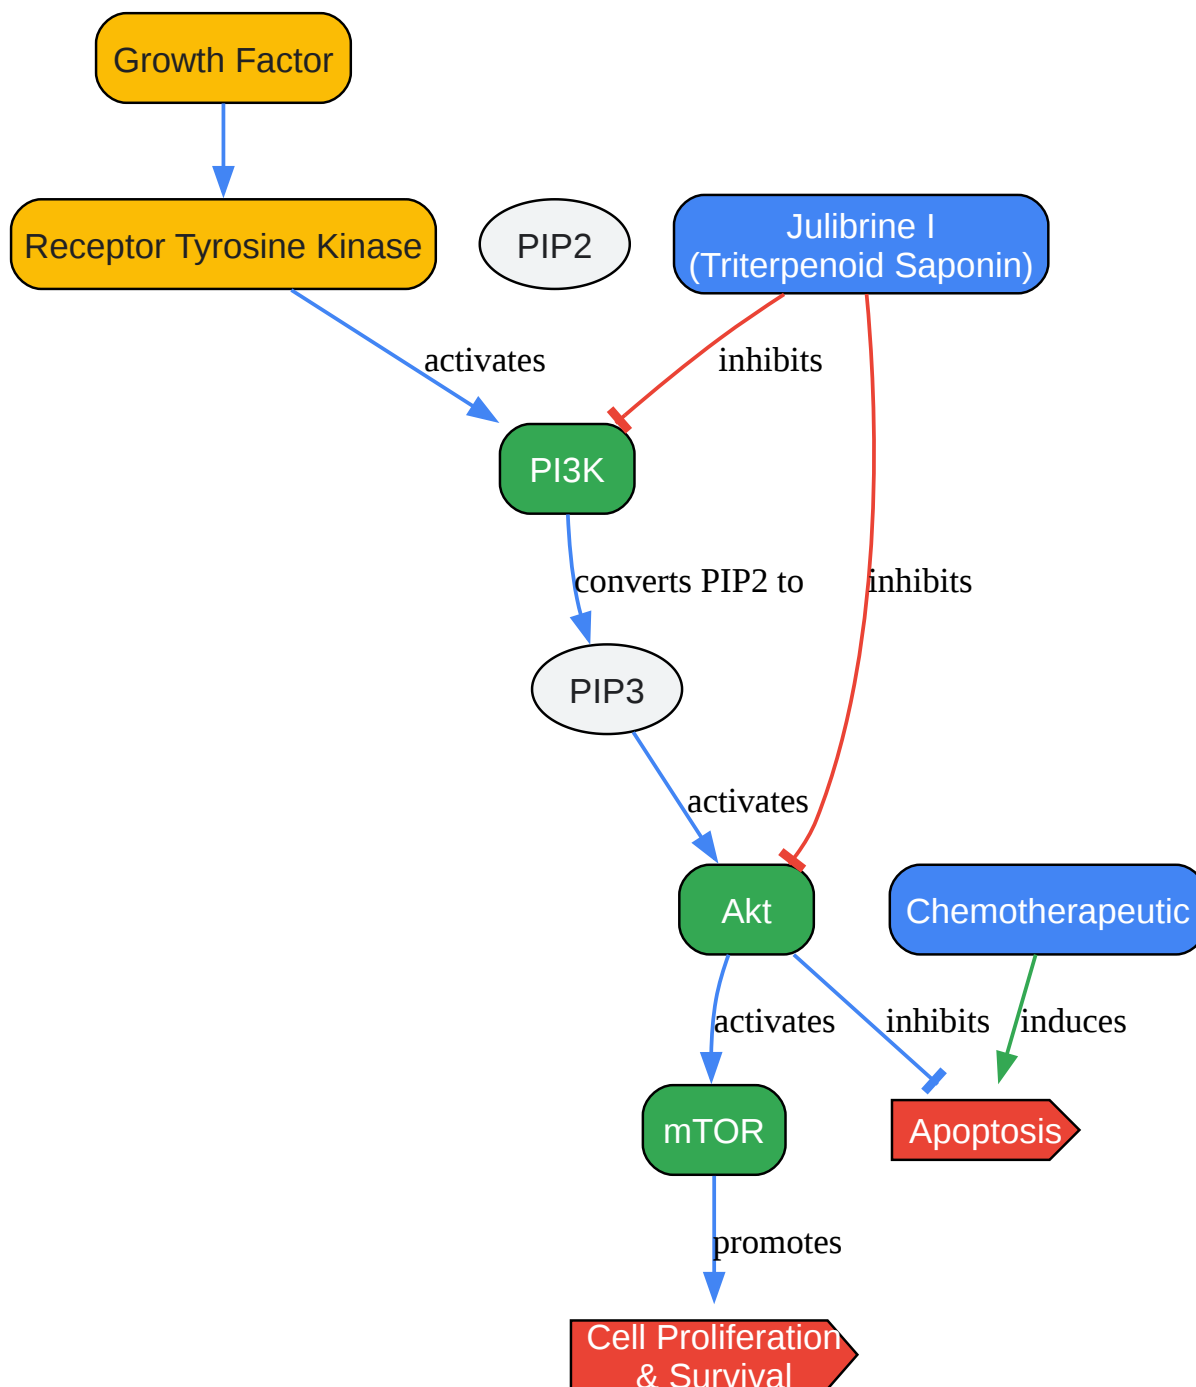 Growth Factor
Receptor Tyrosine Kinase
PIP2
Julibrine I
(Triterpenoid Saponin)
activates
inhibits
PI3K
converts PIP2 to
inhibits
PIP3
activates
Akt
Chemotherapeutic
activates
inhibits
induces
mTOR
Apoptosis
promotes
Cell Proliferation
& Survival